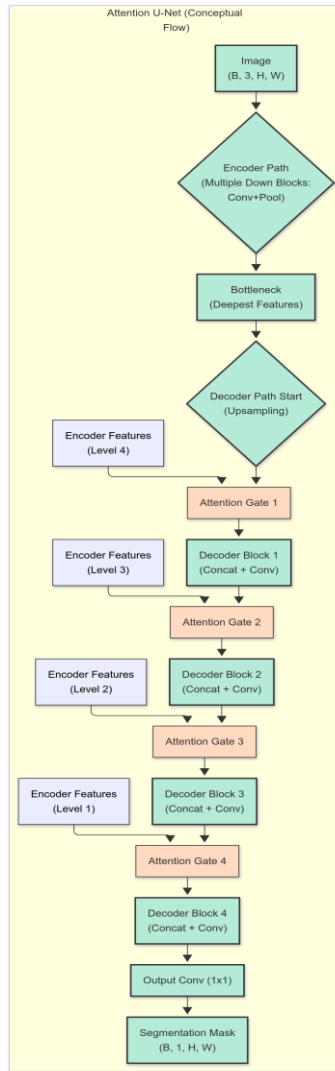 Attention U-Net (Conceptual
Flow)
Image
(B, 3, H, W)
Encoder Path
(Multiple Down Blocks:
Conv+Pool)
Bottleneck
(Deepest Features)
Decoder Path Start
(Upsampling)
Encoder Features
(Level 4)
Attention Gate 1
Encoder Features
(Level 3)
Decoder Block 1
(Concat + Conv)
Attention Gate 2
Encoder Features
(Level 2)
Decoder Block 2
(Concat + Conv)
Attention Gate 3
Encoder Features
(Level 1)
Decoder Block 3
(Concat + Conv)
Attention Gate 4
Decoder Block 4
(Concat + Conv)
Output Conv (1x1)
Segmentation Mask
(B, 1, H, W)